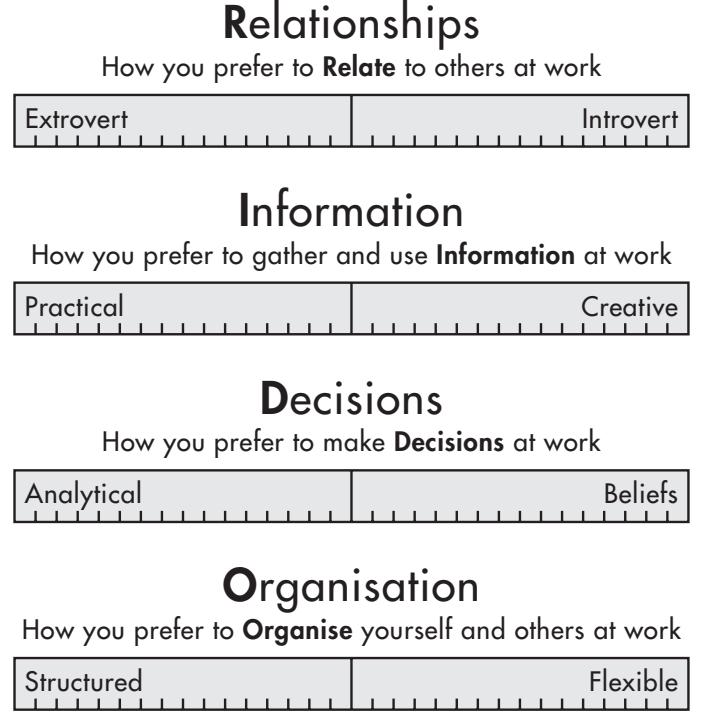 Relationships
How you prefer to Relate to others at work
Extrovert Introvert
Information
How you prefer to gather and use Information at work
Practical Creative
Decisions
How you prefer to make Decisions at work
Analytical Beliefs
Organisation
How you prefer to Organise yourself and others at work
Structured Flexible